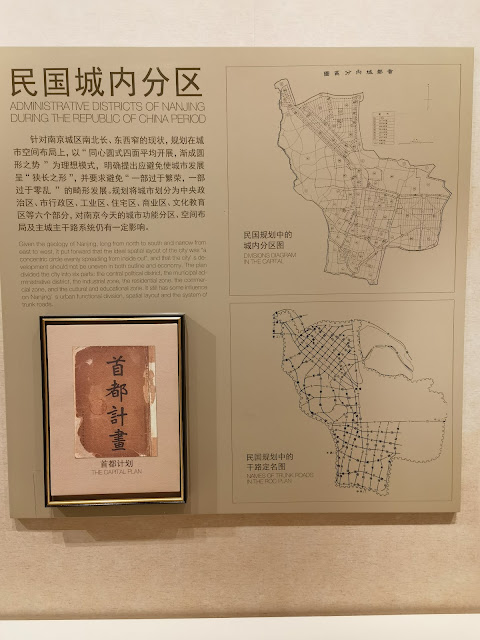 民国城内分区
ADMINISTRATIVE DISTRICTS OF NANJING
DURING THE REPUBLIC OF CHINA PERIOD
针对南京城区南北长、东西窄的现状，规划在城
市空间布局上，以“同心圆式四面平均开展，渐成圆
形之势”为理想模式，明确提出应避免使城市发展
呈“狭长之形”，并要求避免“一部过于繁荣，一部
过于零乱”的畸形发展。规划将城市划分为中央政
治区、市行政区、工业区、住宅区、商业区、文化教育
区等六个部分，对南京今天的城市功能分区、空间布
局及主城主干路系统仍有一定影响。
Given the geology of Nanjing, long from north to south and narrow from
east to west, it put forward that the ideal spatial layout of the city was "a
concentric circle evenly spreading from inside out", and that the city's de-
velopment should not be uneven in both outline and economy. The plan
divided the city into six parts: the central political district, the municipal ad-
ministrative district, the industrial zone, the residential zone, the commer-
cial zone, and the cultural and educational zone. It still has some influence
on Nanjing's urban functional division, spatial layout and the system of
trunk roads.
首都計畫
首都计划
THE CAPITAL PLAN
首都城内分區圖
民国规划中的
城内分区图
DIVISIONS DIAGRAM
IN THE CAPITAL
民国规划中的
干路定名图
NAMES OF TRUNK ROADS
IN THE ROC PLAN